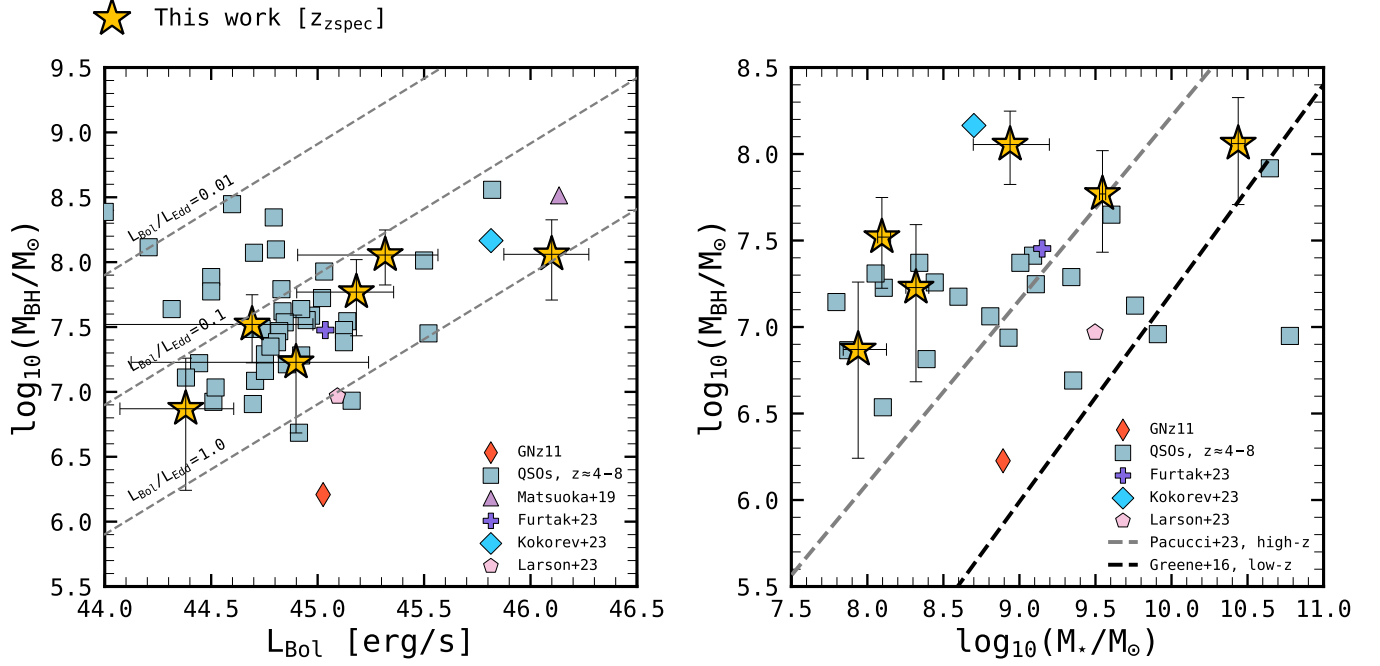 This work [z_zspec]
9.5
9.0
8.5
8.0
7.5
7.0
6.5
6.0
5.5
log₁₀(M_BH/M⊙)
L_Bol/L_Edd=0.01
L_Bol/L_Edd=0.1
L_Bol/L_Edd=1.0
GNz11
QSOs, z≈4−8
Matsuoka+19
Furtak+23
Kokorev+23
Larson+23
44.0 44.5 45.0 45.5 46.0 46.5
L_Bol [erg/s]
8.5
8.0
7.5
7.0
6.5
6.0
5.5
log₁₀(M_BH/M⊙)
GNz11
QSOs, z≈4−8
Furtak+23
Kokorev+23
Larson+23
Pacucci+23, high-z
Greene+16, low-z
7.5 8.0 8.5 9.0 9.5 10.0 10.5 11.0
log₁₀(M⋆/M⊙)